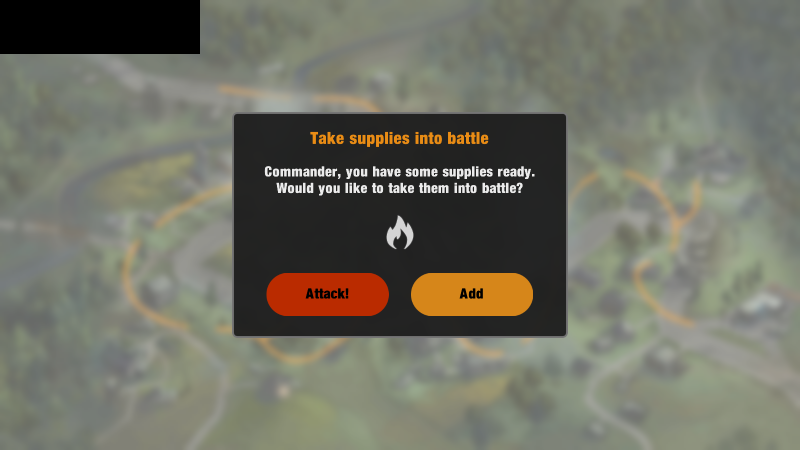 Take supplies into battle
Commander, you have some supplies ready.
Would you like to take them into battle?
Attack!
Add